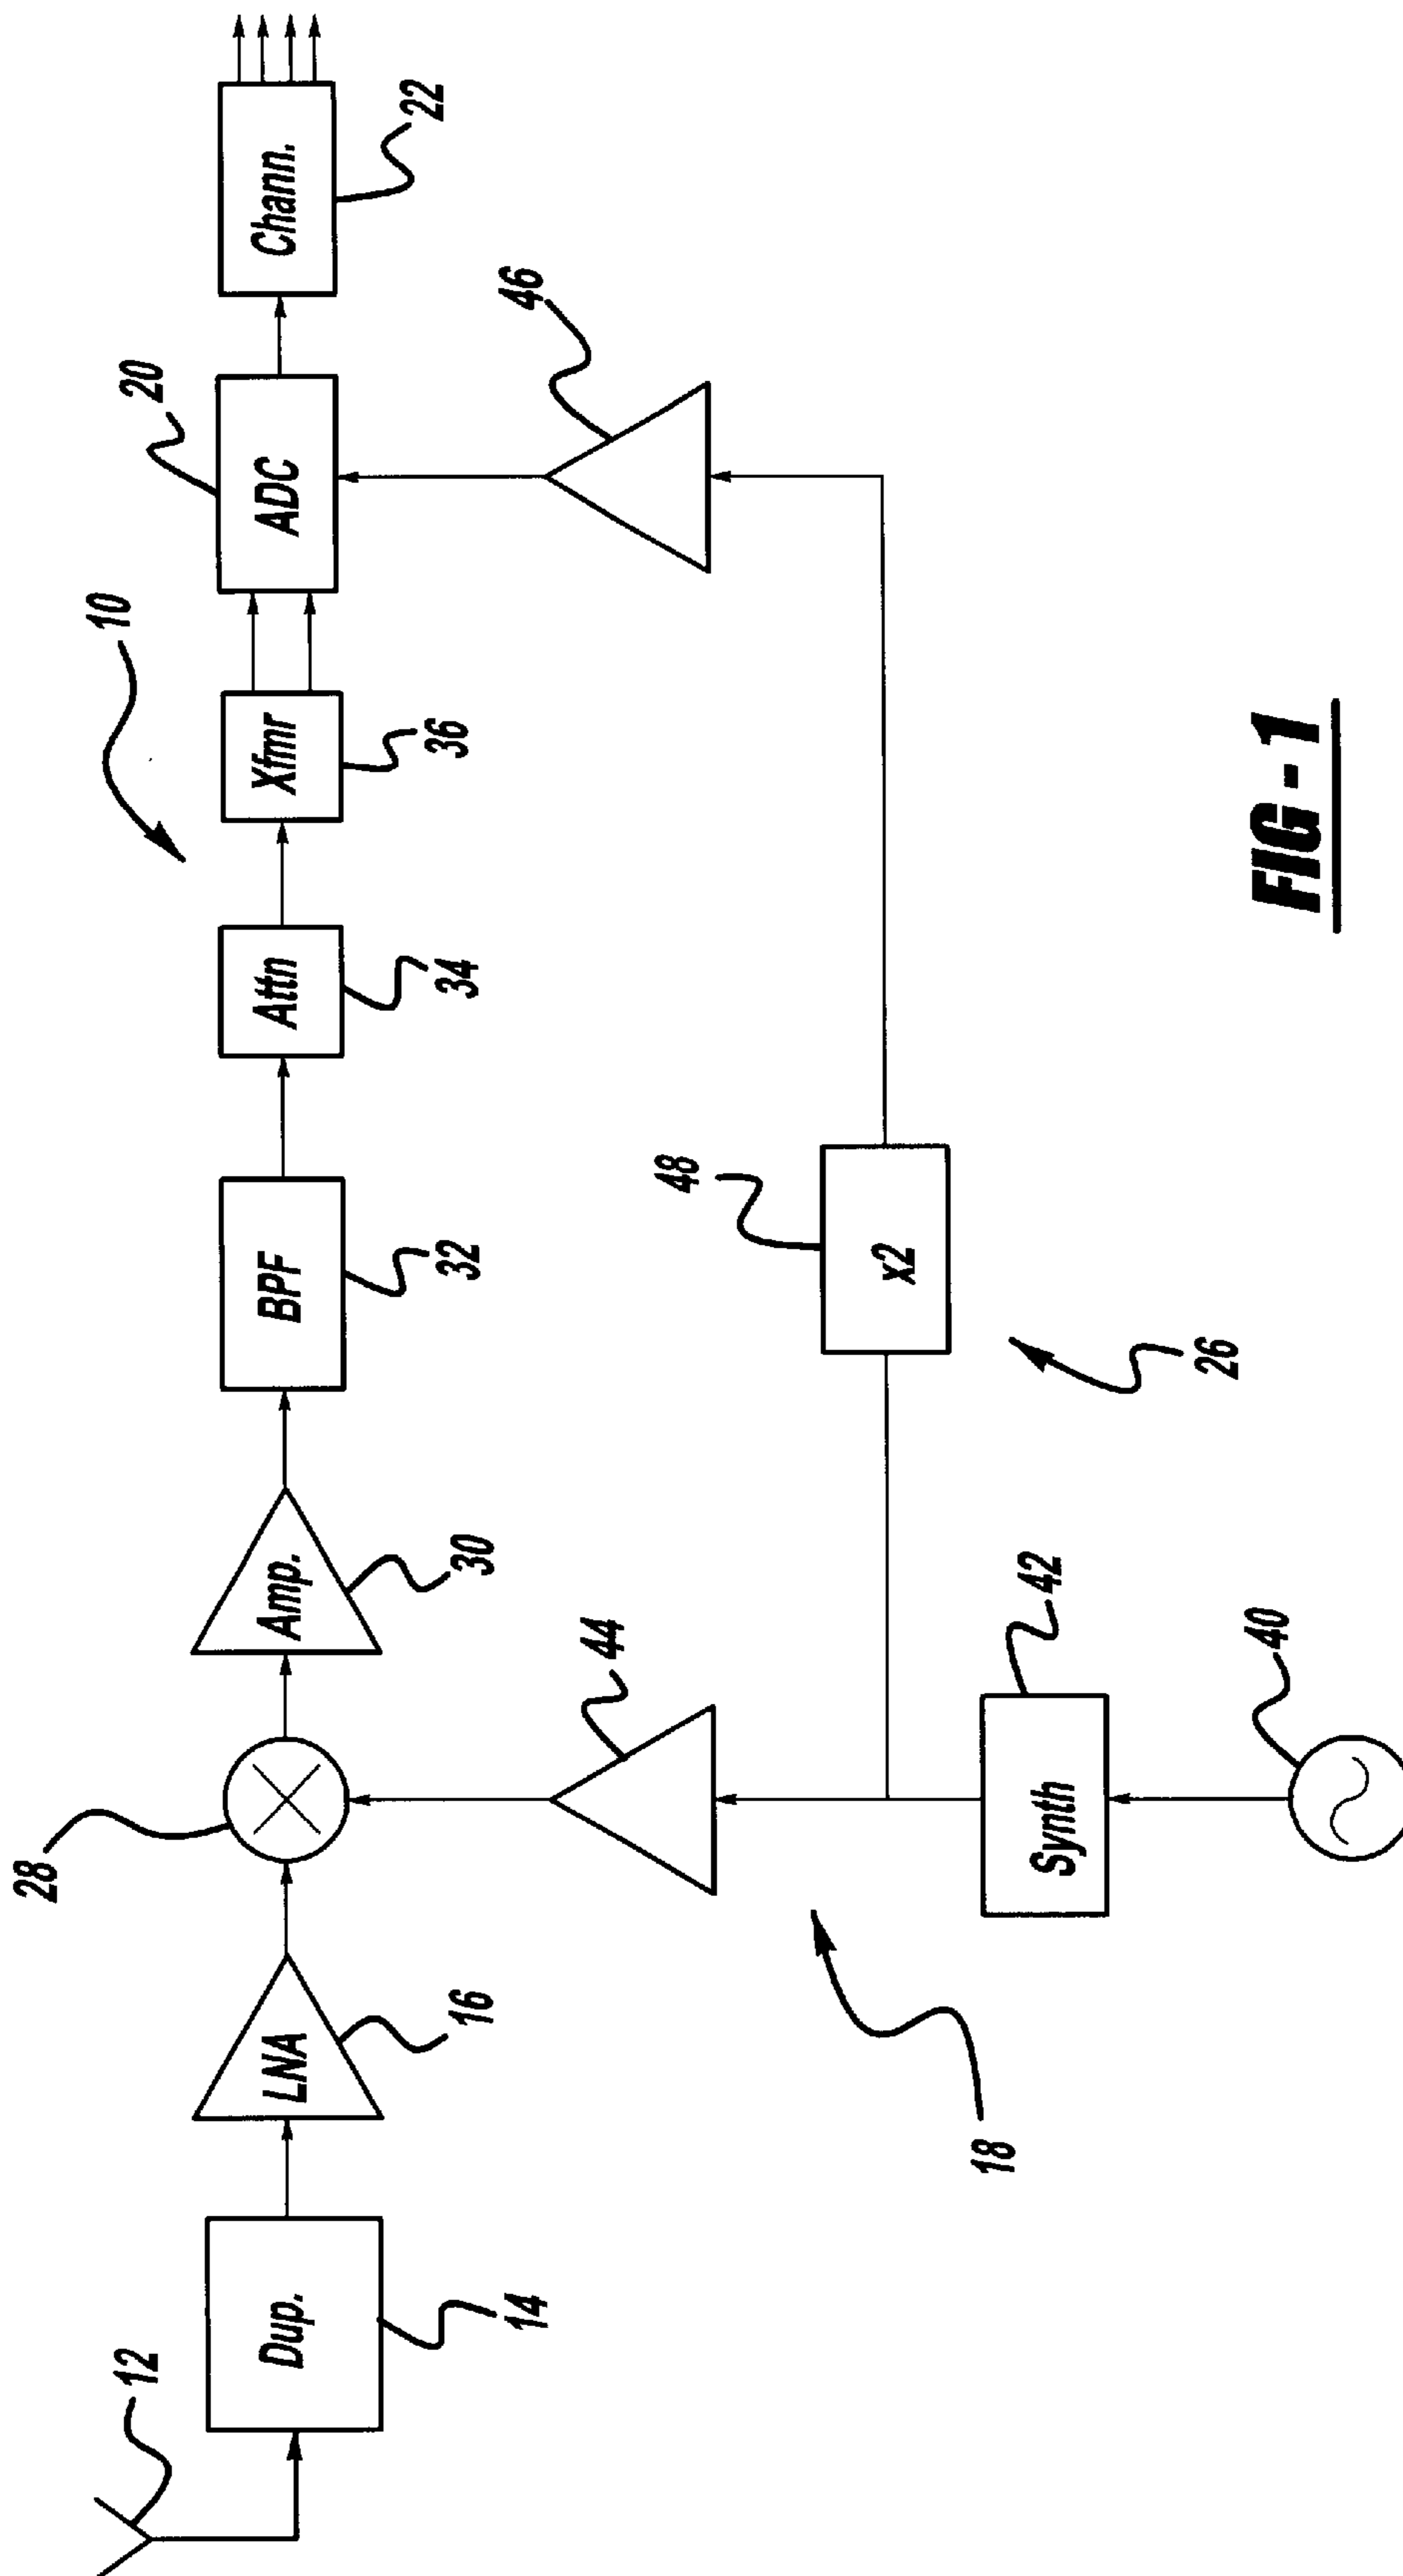 10
12
Dup.
14
LNA
16
28
Amp.
30
BPF
32
Attn
34
Xfmr
36
ADC
20
Chann.
22
44
46
x2
48
26
18
Synth
42
40
FIG - 1